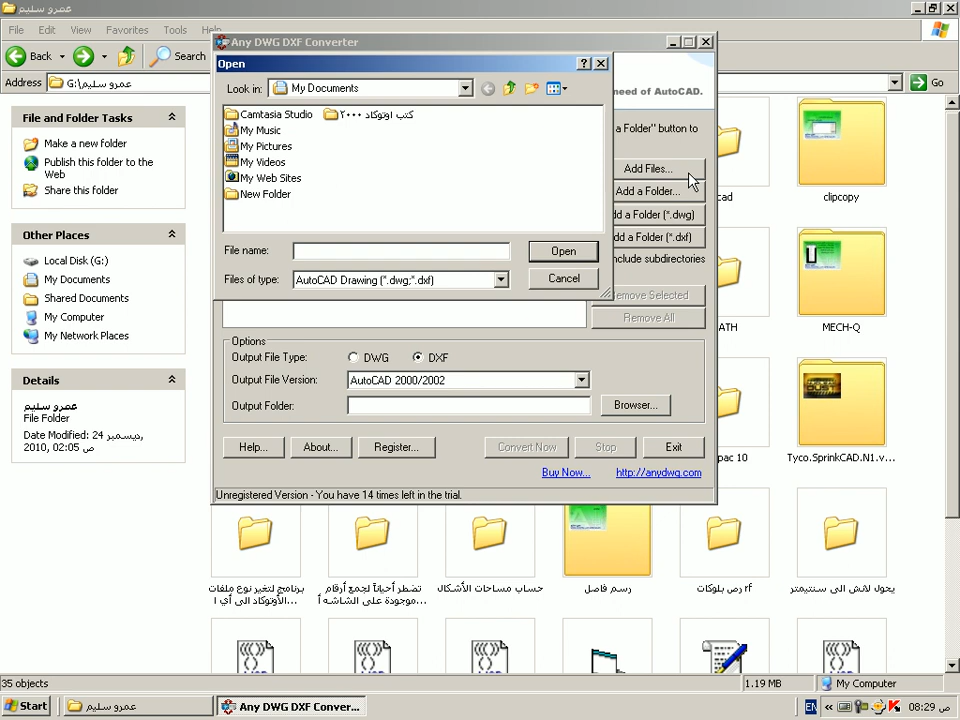 عمرو سليم
File Edit View Favorites Tools
Back Search
Address G:\عمرو سليم Go
File and Folder Tasks
Make a new folder
Publish this folder to the
Web
Share this folder
Other Places
Local Disk (G:)
My Documents
Shared Documents
My Computer
My Network Places
Details
عمرو سليم
File Folder
Date Modified: 24 ديسمبر,
2010, 02:05 ص
Any DWG DXF Converter
Open
Look in: My Documents
Camtasia Studio كتب اوتوكاد ٢٠٠٠
My Music
My Pictures
My Videos
My Web Sites
New Folder
File name: Open
Files of type: AutoCAD Drawing (*.dwg;*.dxf) Cancel
need of AutoCAD.
a Folder" button to
Add Files...
Add a Folder...
dd a Folder (*.dwg)
dd a Folder (*.dxf)
nclude subdirectories
emove Selected
Remove All
Options
Output File Type: DWG DXF
Output File Version: AutoCAD 2000/2002
Output Folder: Browser...
Help... About... Register... Convert Now Stop Exit
Buy Now... http://anydwg.com
Unregistered Version - You have 14 times left in the trial.
cad clipcopy
ATH MECH-Q
pac 10 Tyco.SprinkCAD.N1.v...
برنامج لتغير نوع ملفات
الأوتوكاد الى أي ا...
تضطر أحياناً لجمع أرقام
موجودة على الشاشه أ...
حساب مساحات الأشكال
رسم فاصل
rf رص بلوكات
يحول لانش الى سنتيمتر
35 objects 1.19 MB My Computer
Start عمرو سليم Any DWG DXF Conver... EN « 08:29 ص